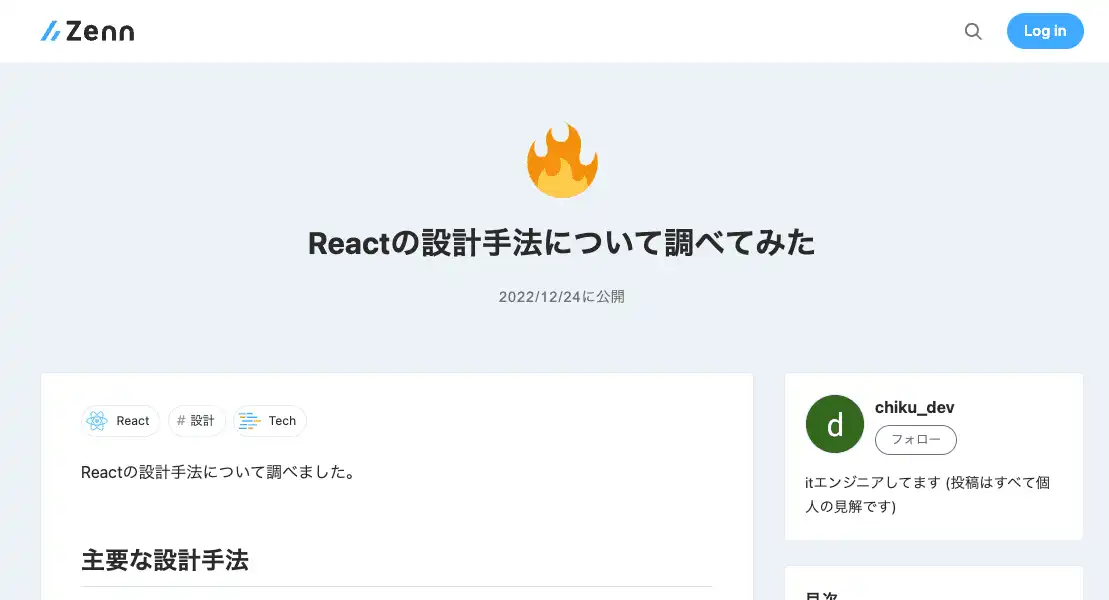 Zenn
Log in
Reactの設計手法について調べてみた
2022/12/24に公開
React
# 設計
Tech
Reactの設計手法について調べました。
主要な設計手法
d
chiku_dev
フォロー
itエンジニアしてます (投稿はすべて個
人の見解です)
目次